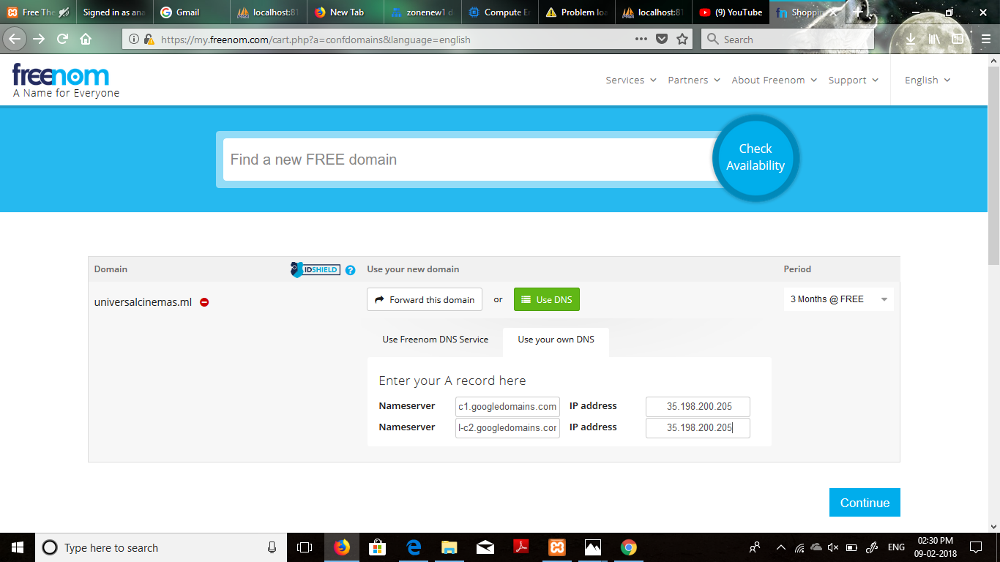 Free The
Signed in as ana
Gmail
localhost:81
New Tab
zonenew1 d
Compute En
Problem loa
localhost:81
(9) YouTube
Shopping
https://my.freenom.com/cart.php?a=confdomains&language=english
Search
freenom
A Name for Everyone
Services
Partners
About Freenom
Support
English
Find a new FREE domain
Check
Availability
Domain
IDSHIELD
?
Use your new domain
Period
universalcinemas.ml
Forward this domain
or
Use DNS
3 Months @ FREE
Use Freenom DNS Service
Use your own DNS
Enter your A record here
Nameserver c1.googledomains.com IP address 35.198.200.205
Nameserver l-c2.googledomains.cor IP address 35.198.200.205
Continue
Type here to search
ENG
02:30 PM
09-02-2018